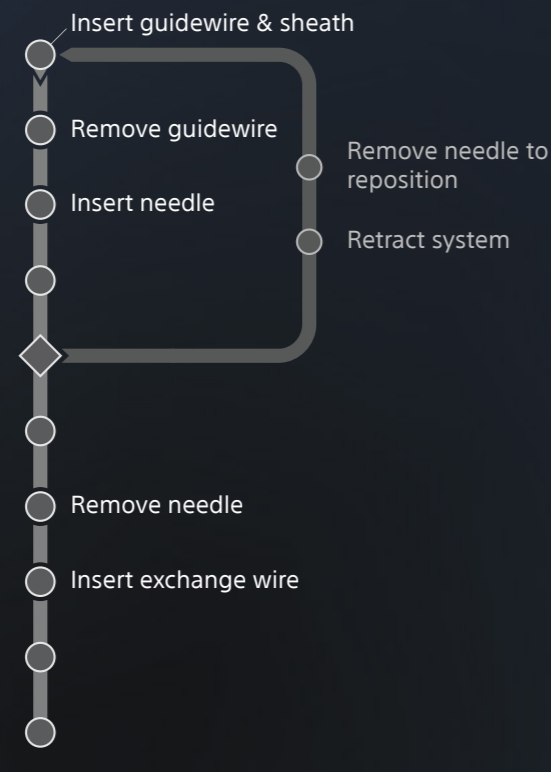 Insert guidewire & sheath
Remove guidewire
Remove needle to
reposition
Insert needle
Retract system
Remove needle
Insert exchange wire